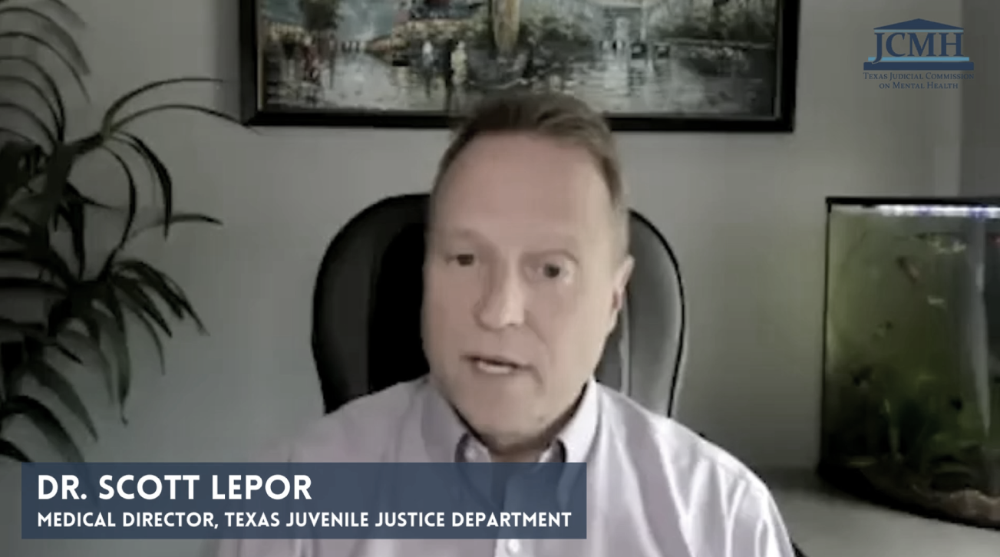 JCMH
TEXAS JUDICIAL COMMISSION
ON MENTAL HEALTH
DR. SCOTT LEPOR
MEDICAL DIRECTOR, TEXAS JUVENILE JUSTICE DEPARTMENT